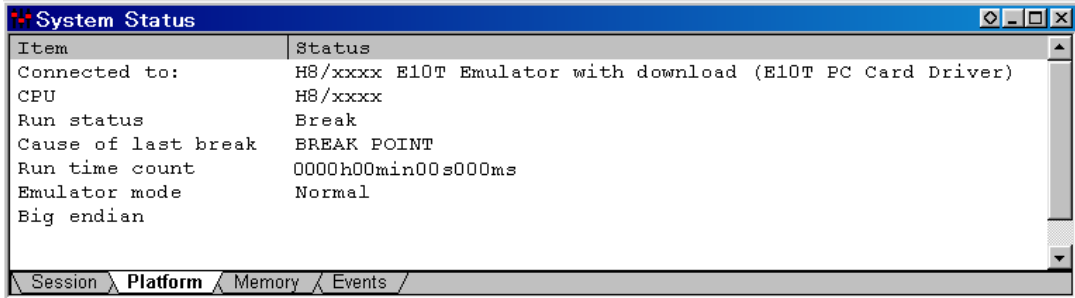 System Status
Item Status
Connected to: H8/xxxx E10T Emulator with download (E10T PC Card Driver)
CPU H8/xxxx
Run status Break
Cause of last break BREAK POINT
Run time count 0000h00min00s000ms
Emulator mode Normal
Big endian
Session Platform Memory Events